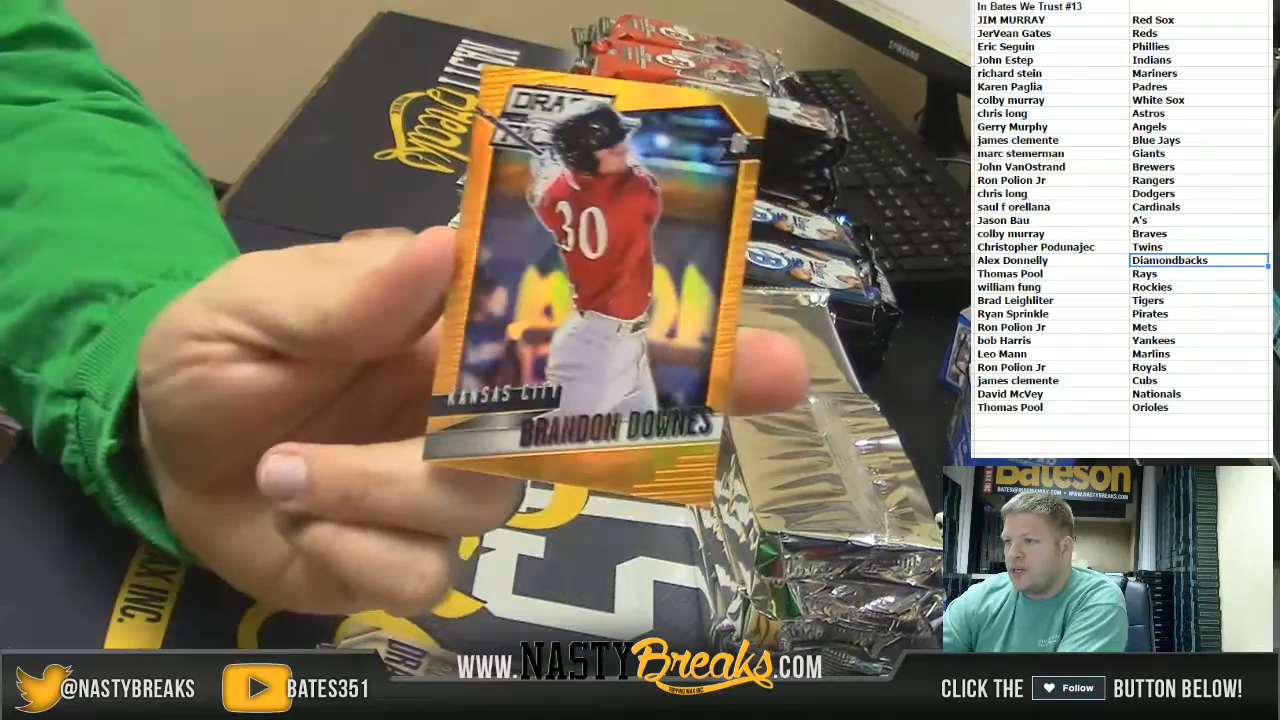 In Bates We Trust #13
JIM MURRAY Red Sox
JerVean Gates Reds
Eric Seguin Phillies
John Estep Indians
richard stein Mariners
Karen Paglia Padres
colby murray White Sox
chris long Astros
Gerry Murphy Angels
james clemente Blue Jays
marc stemerman Giants
John VanOstrand Brewers
Ron Polion Jr Rangers
chris long Dodgers
saul f orellana Cardinals
Jason Bau A's
colby murray Braves
Christopher Podunajec Twins
Alex Donnelly Diamondbacks
Thomas Pool Rays
william fung Rockies
Brad Leighliter Tigers
Ryan Sprinkle Pirates
Ron Polion Jr Mets
bob Harris Yankees
Leo Mann Marlins
Ron Polion Jr Royals
james clemente Cubs
David McVey Nationals
Thomas Pool Orioles
SAMSUNG
30
KANSAS CITY
BRANDON DOWNES
WAX INC.
Bateson
@NASTYBREAKS
BATES351
WWW.NASTYBreaks.COM
RIPPING WAX INC.
CLICK THE Follow BUTTON BELOW!